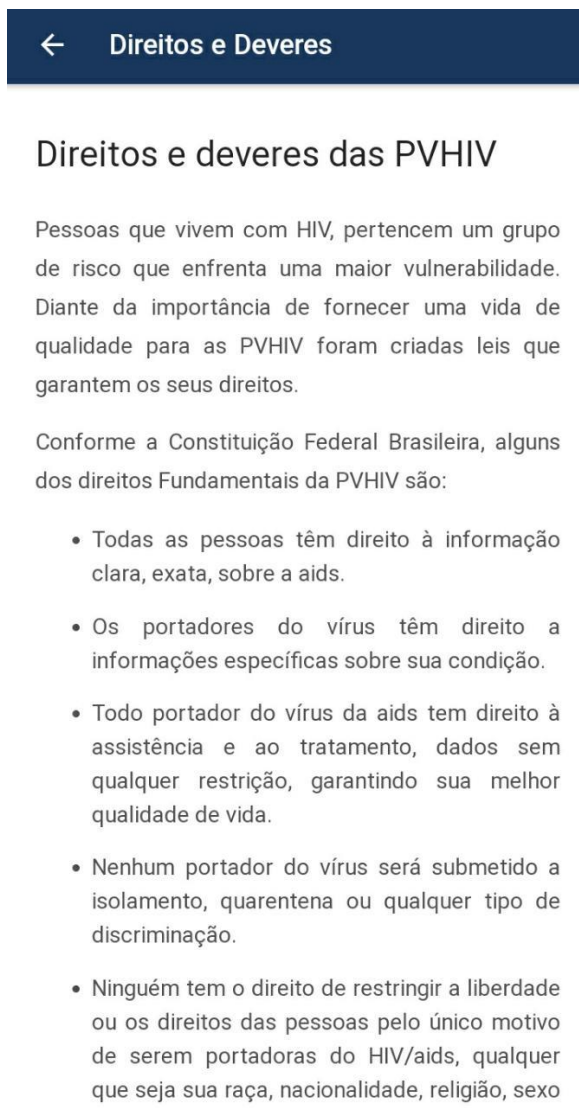 Direitos e Deveres
Direitos e deveres das PVHIV
Pessoas que vivem com HIV, pertencem um grupo
de risco que enfrenta uma maior vulnerabilidade.
Diante da importância de fornecer uma vida de
qualidade para as PVHIV foram criadas leis que
garantem os seus direitos.
Conforme a Constituição Federal Brasileira, alguns
dos direitos Fundamentais da PVHIV são:
• Todas as pessoas têm direito à informação
clara, exata, sobre a aids.
• Os portadores do vírus têm direito a
informações específicas sobre sua condição.
• Todo portador do vírus da aids tem direito à
assistência e ao tratamento, dados sem
qualquer restrição, garantindo sua melhor
qualidade de vida.
• Nenhum portador do vírus será submetido a
isolamento, quarentena ou qualquer tipo de
discriminação.
• Ninguém tem o direito de restringir a liberdade
ou os direitos das pessoas pelo único motivo
de serem portadoras do HIV/aids, qualquer
que seja sua raça, nacionalidade, religião, sexo